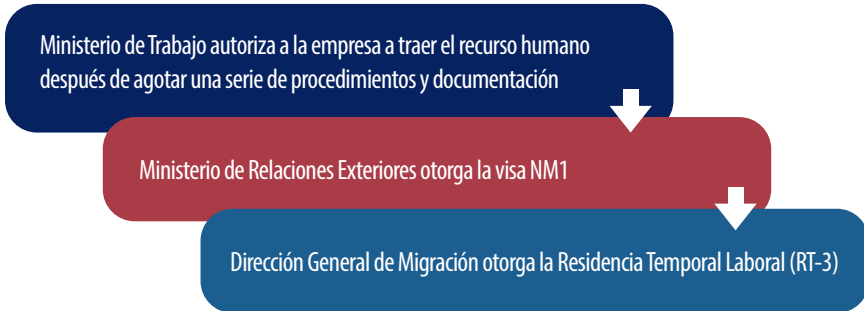 Ministerio de Trabajo autoriza a la empresa a traer el recurso humano
después de agotar una serie de procedimientos y documentación
Ministerio de Relaciones Exteriores otorga la visa NM1
Dirección General de Migración otorga la Residencia Temporal Laboral (RT-3)